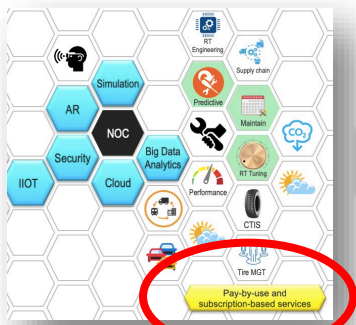 RT
Engineering
Supply chain
Simulation
Predictive
AR
Maintain
NOC
CO2
Security
Big Data
Analytics
RT Tuning
IIOT
Cloud
Performance
CTIS
Tire MGT
Pay-by-use and
subscription-based services